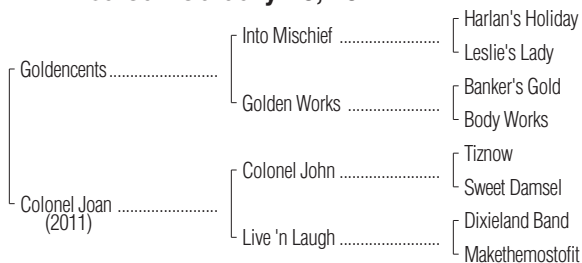 Harlan's Holiday
Into Mischief ....................
Leslie's Lady
Goldencents ......................
Banker's Gold
Golden Works ...................
Body Works
Tiznow
Colonel John ....................
Sweet Damsel
Colonel Joan ....................
(2011)
Dixieland Band
Live 'n Laugh ....................
Makethemostofit